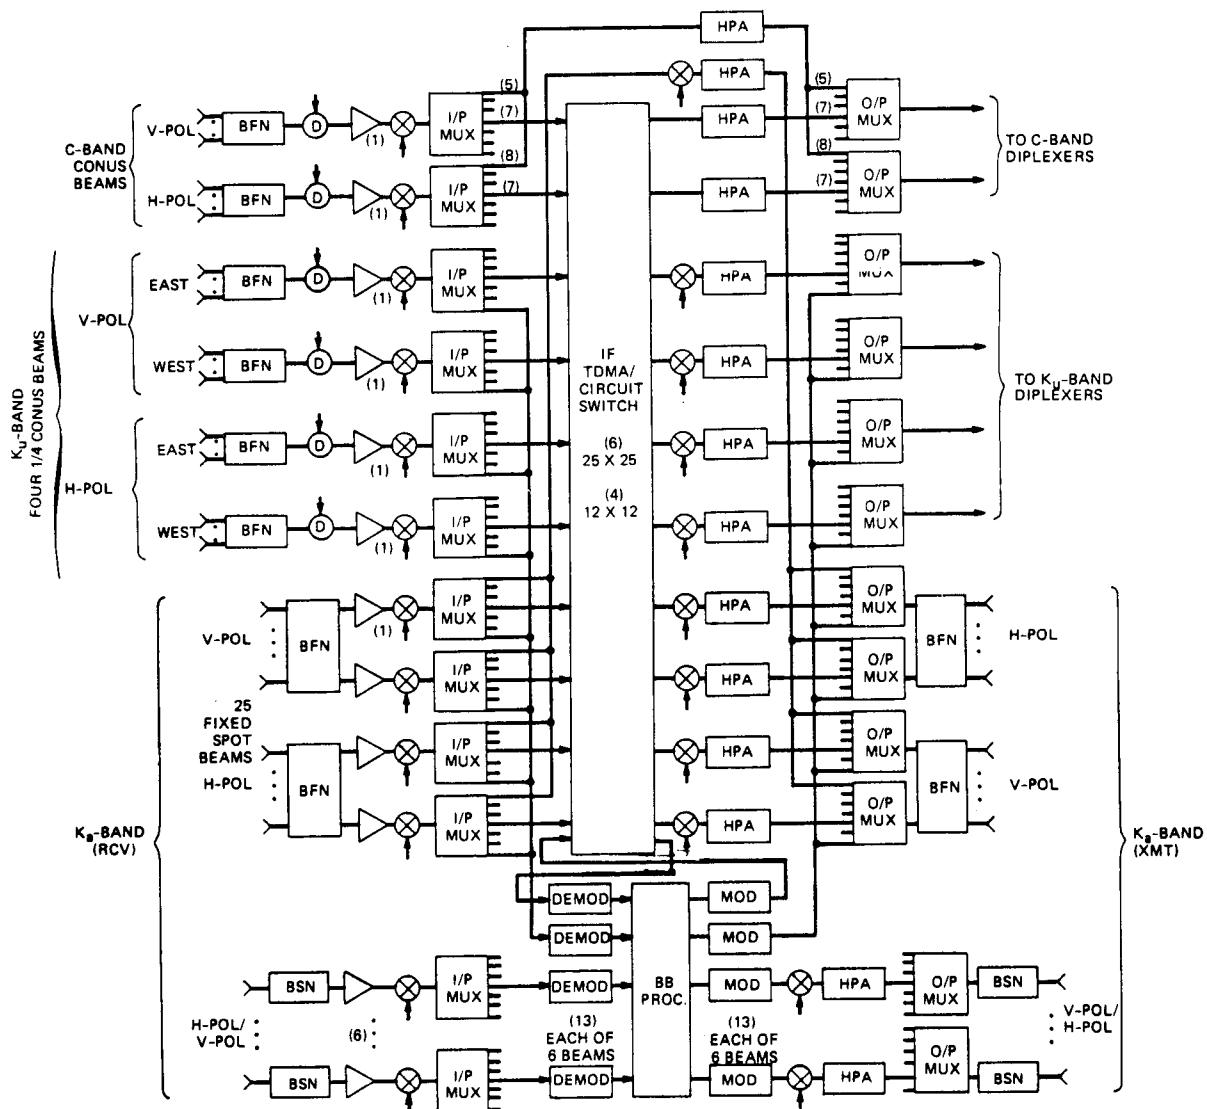 HPA
HPA
(5)
(5)
C-BAND
CONUS
BEAMS
V-POL
BFN
D
(1)
I/P
MUX
(7)
HPA
(7)
O/P
MUX
TO C-BAND
DIPLEXERS
(8)
(8)
H-POL
BFN
D
(1)
I/P
MUX
(7)
HPA
(7)
O/P
MUX
Ku-BAND
FOUR 1/4 CONUS BEAMS
V-POL
EAST
BFN
D
(1)
I/P
MUX
HPA
O/P
MUX
WEST
BFN
D
(1)
I/P
MUX
IF
TDMA/
CIRCUIT
SWITCH
(6)
25 X 25
(4)
12 X 12
HPA
O/P
MUX
TO Ku-BAND
DIPLEXERS
H-POL
EAST
BFN
D
(1)
I/P
MUX
HPA
O/P
MUX
WEST
BFN
D
(1)
I/P
MUX
HPA
O/P
MUX
Ka-BAND
(RCV)
V-POL
BFN
(1)
I/P
MUX
HPA
O/P
MUX
BFN
H-POL
I/P
MUX
HPA
O/P
MUX
25
FIXED
SPOT
BEAMS
H-POL
BFN
I/P
MUX
HPA
O/P
MUX
BFN
V-POL
I/P
MUX
HPA
O/P
MUX
Ka-BAND
(XMT)
DEMOD
BB
PROC.
MOD
DEMOD
MOD
H-POL/
V-POL
BSN
(6)
I/P
MUX
DEMOD
MOD
HPA
O/P
MUX
BSN
V-POL/
H-POL
(13)
EACH OF
6 BEAMS
(13)
EACH OF
6 BEAMS
BSN
I/P
MUX
DEMOD
MOD
HPA
O/P
MUX
BSN